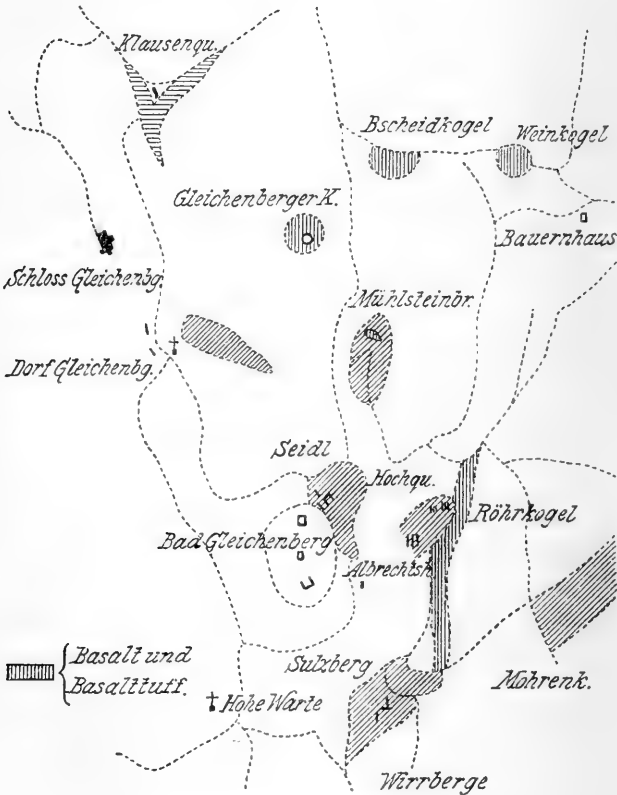 Klausenqu.
Bscheidkogel
Weinkogel
Gleichenberger K.
Bauernhaus
Schloss Gleichenbg.
Mühlsteinbr.
Dorf Gleichenbg.
Seidl
Hochqu.
Röhrkogel
Bad Gleichenberg
Albrechtsh.
Basalt und
Basalttuff.
Sulzberg
Mohrenk.
Hohe Warte
Wirrberge